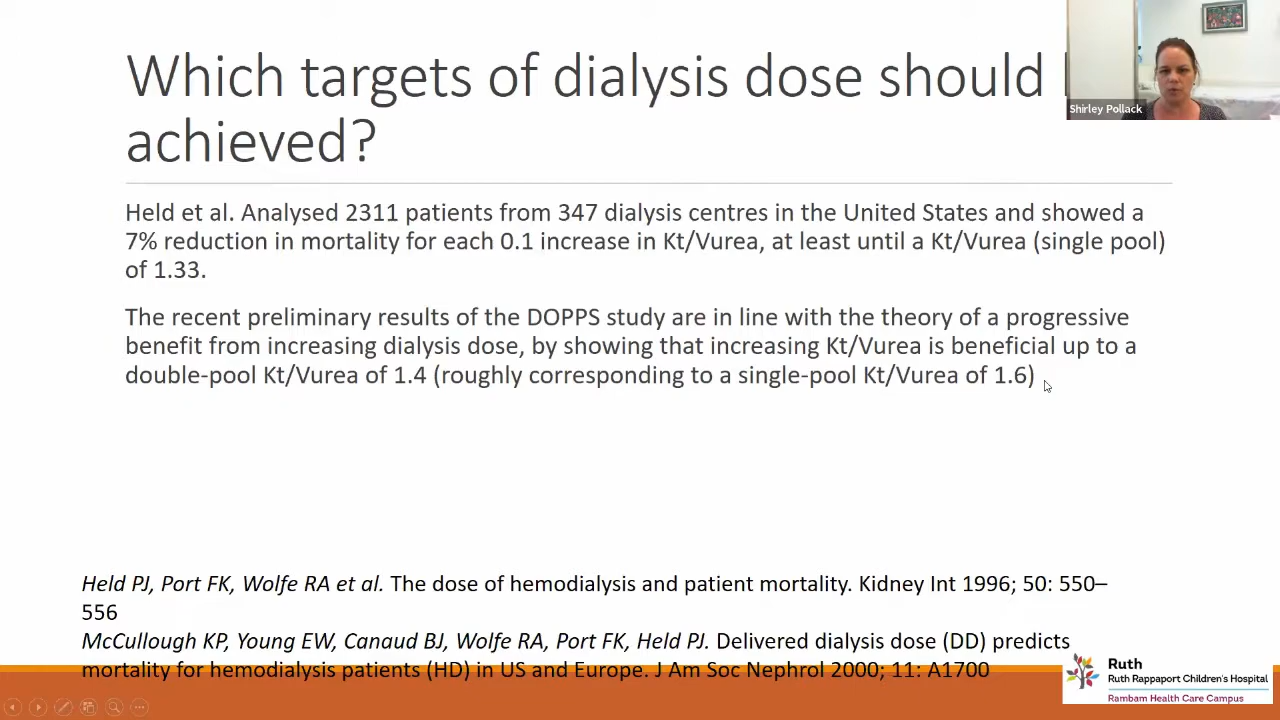 Which targets of dialysis dose should
achieved?
Shirley Pollack
Held et al. Analysed 2311 patients from 347 dialysis centres in the United States and showed a
7% reduction in mortality for each 0.1 increase in Kt/Vurea, at least until a Kt/Vurea (single pool)
of 1.33.
The recent preliminary results of the DOPPS study are in line with the theory of a progressive
benefit from increasing dialysis dose, by showing that increasing Kt/Vurea is beneficial up to a
double-pool Kt/Vurea of 1.4 (roughly corresponding to a single-pool Kt/Vurea of 1.6)
Held PJ, Port FK, Wolfe RA et al. The dose of hemodialysis and patient mortality. Kidney Int 1996; 50: 550–
556
McCullough KP, Young EW, Canaud BJ, Wolfe RA, Port FK, Held PJ. Delivered dialysis dose (DD) predicts
mortality for hemodialysis patients (HD) in US and Europe. J Am Soc Nephrol 2000; 11: A1700
Ruth
Ruth Rappaport Children's Hospital
Rambam Health Care Campus